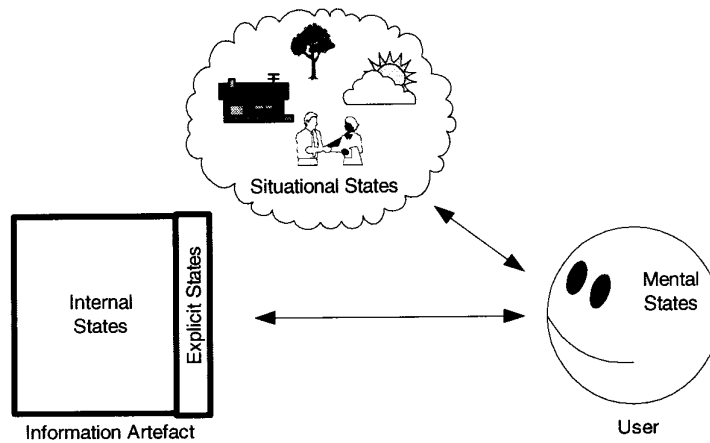 Situational States
Internal
States
Explicit States
Information Artefact
Mental
States
User